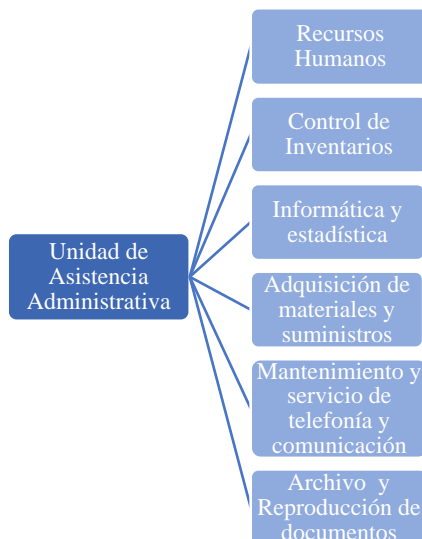 Unidad de
Asistencia
Administrativa
Recursos
Humanos
Control de
Inventarios
Informática y
estadística
Adquisición de
materiales y
suministros
Mantenimiento y
servicio de
telefonía y
comunicación
Archivo y
Reproducción de
documentos